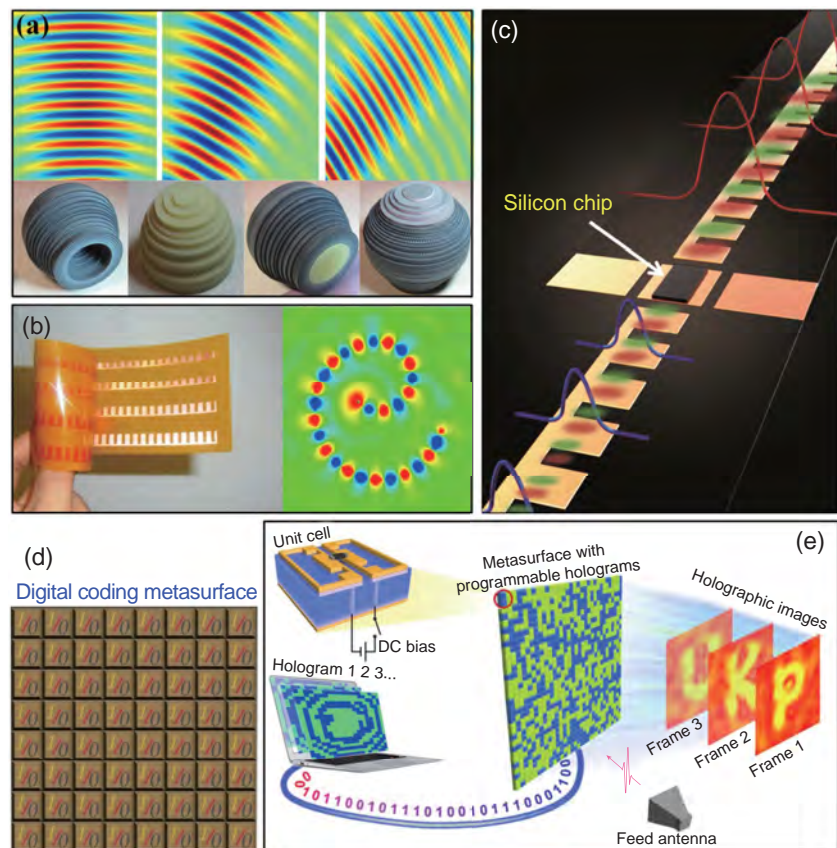 (a)
(b)
(c)
Silicon chip
(d)
Digital coding metasurface
(e)
Unit cell
DC bias
Hologram 1 2 3...
Metasurface with
programmable holograms
Holographic images
U
K
P
Frame 3
Frame 2
Frame 1
Feed antenna